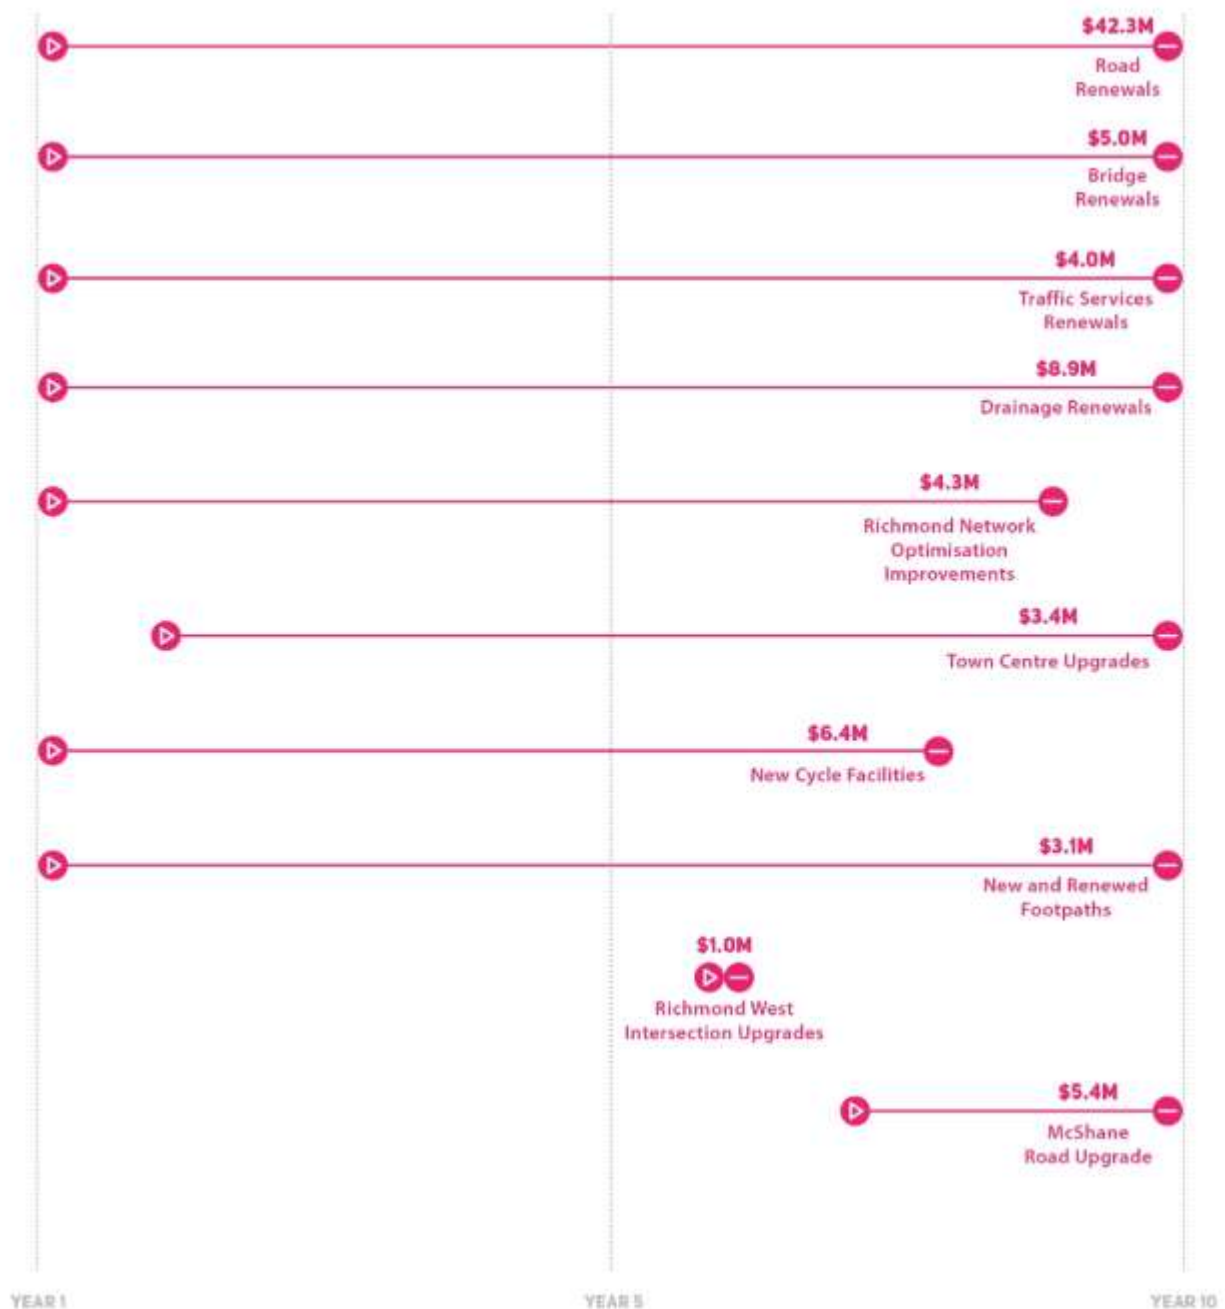 $42.3M
Road
Renewals
$5.0M
Bridge
Renewals
$4.0M
Traffic Services
Renewals
$8.9M
Drainage Renewals
$4.3M
Richmond Network
Optimisation
Improvements
$3.4M
Town Centre Upgrades
$6.4M
New Cycle Facilities
$3.1M
New and Renewed
Footpaths
$1.0M
Richmond West
Intersection Upgrades
$5.4M
McShane
Road Upgrade
YEAR 1 YEAR 5 YEAR 10